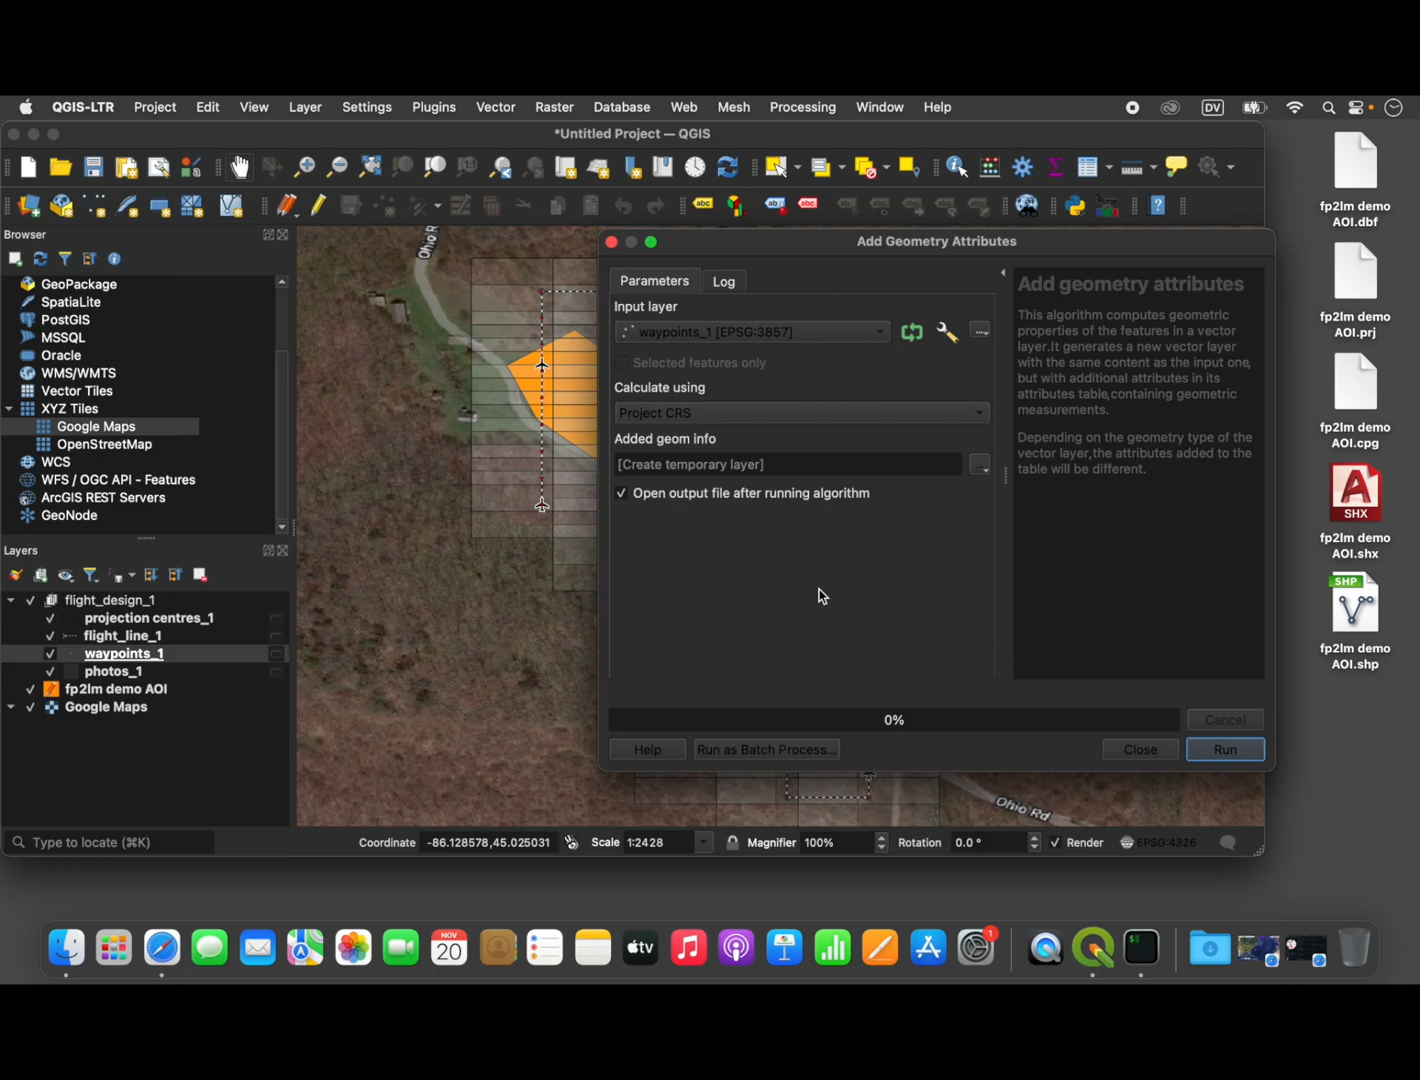 QGIS-LTR Project Edit View Layer Settings Plugins Vector Raster Database Web Mesh Processing Window Help DV
*Untitled Project — QGIS
Browser
GeoPackage
SpatiaLite
PostGIS
MSSQL
Oracle
WMS/WMTS
Vector Tiles
XYZ Tiles
Google Maps
OpenStreetMap
WCS
WFS / OGC API - Features
ArcGIS REST Servers
GeoNode
Layers
flight_design_1
projection centres_1
flight_line_1
waypoints_1
photos_1
fp2lm demo AOI
Google Maps
Ohio R
Ohio Rd
Add Geometry Attributes
Parameters Log
Input layer
waypoints_1 [EPSG:3857]
Selected features only
Calculate using
Project CRS
Added geom info
[Create temporary layer]
Open output file after running algorithm
Add geometry attributes
This algorithm computes geometric
properties of the features in a vector
layer.It generates a new vector layer
with the same content as the input one,
but with additional attributes in its
attributes table,containing geometric
measurements.
Depending on the geometry type of the
vector layer,the attributes added to the
table will be different.
0%
Cancel
Help Run as Batch Process... Close Run
Type to locate (⌘K) Coordinate -86.128578,45.025031 Scale 1:2428 Magnifier 100% Rotation 0.0 ° Render EPSG:4326
fp2lm demo
AOI.dbf
fp2lm demo
AOI.prj
fp2lm demo
AOI.cpg
SHX
fp2lm demo
AOI.shx
SHP
fp2lm demo
AOI.shp
NOV
20
tv
1